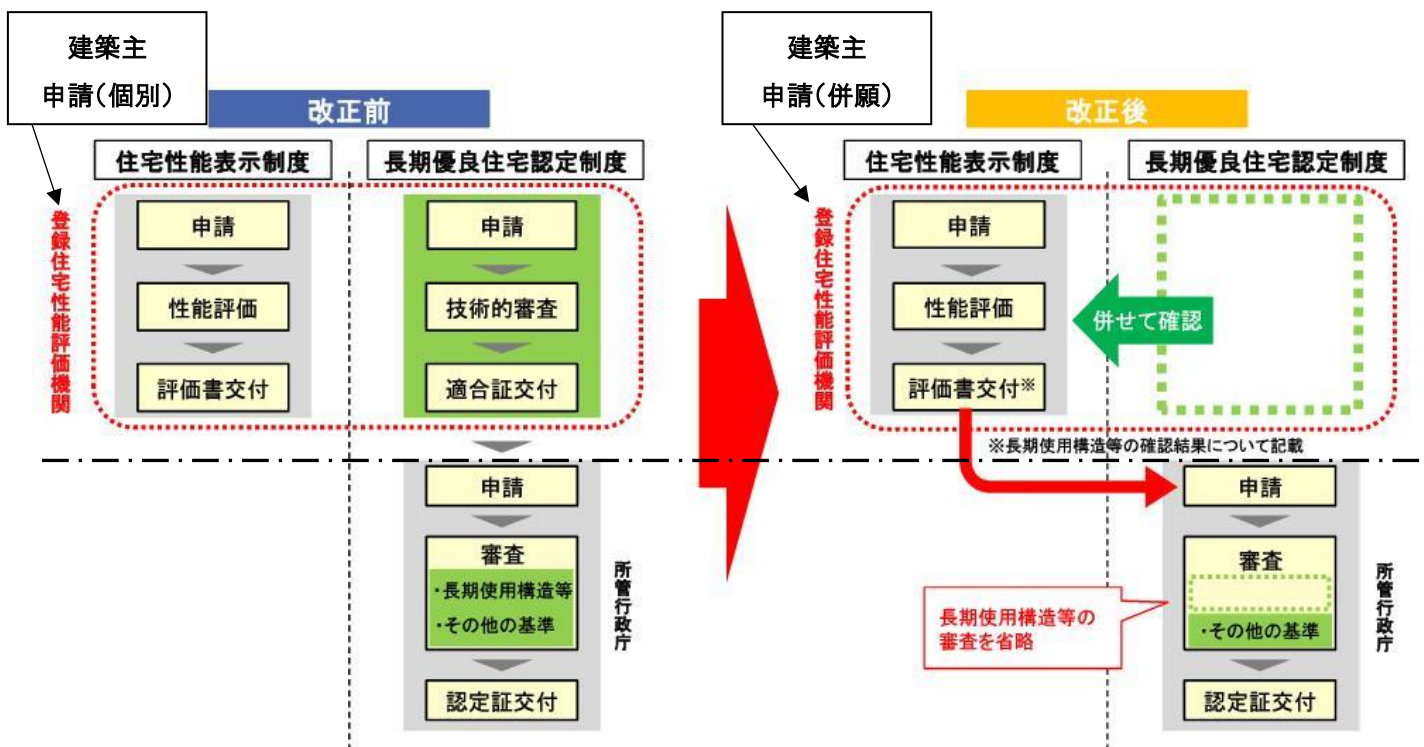 建築主
申請(個別)
改正前
住宅性能表示制度
長期優良住宅認定制度
登録住宅性能評価機関
申請
性能評価
評価書交付
申請
技術的審査
適合証交付
申請
審査
・長期使用構造等
・その他の基準
認定証交付
所管行政庁
建築主
申請(併願)
改正後
住宅性能表示制度
長期優良住宅認定制度
登録住宅性能評価機関
申請
性能評価
評価書交付※
併せて確認
※長期使用構造等の確認結果について記載
申請
審査
・その他の基準
認定証交付
長期使用構造等の
審査を省略
所管行政庁